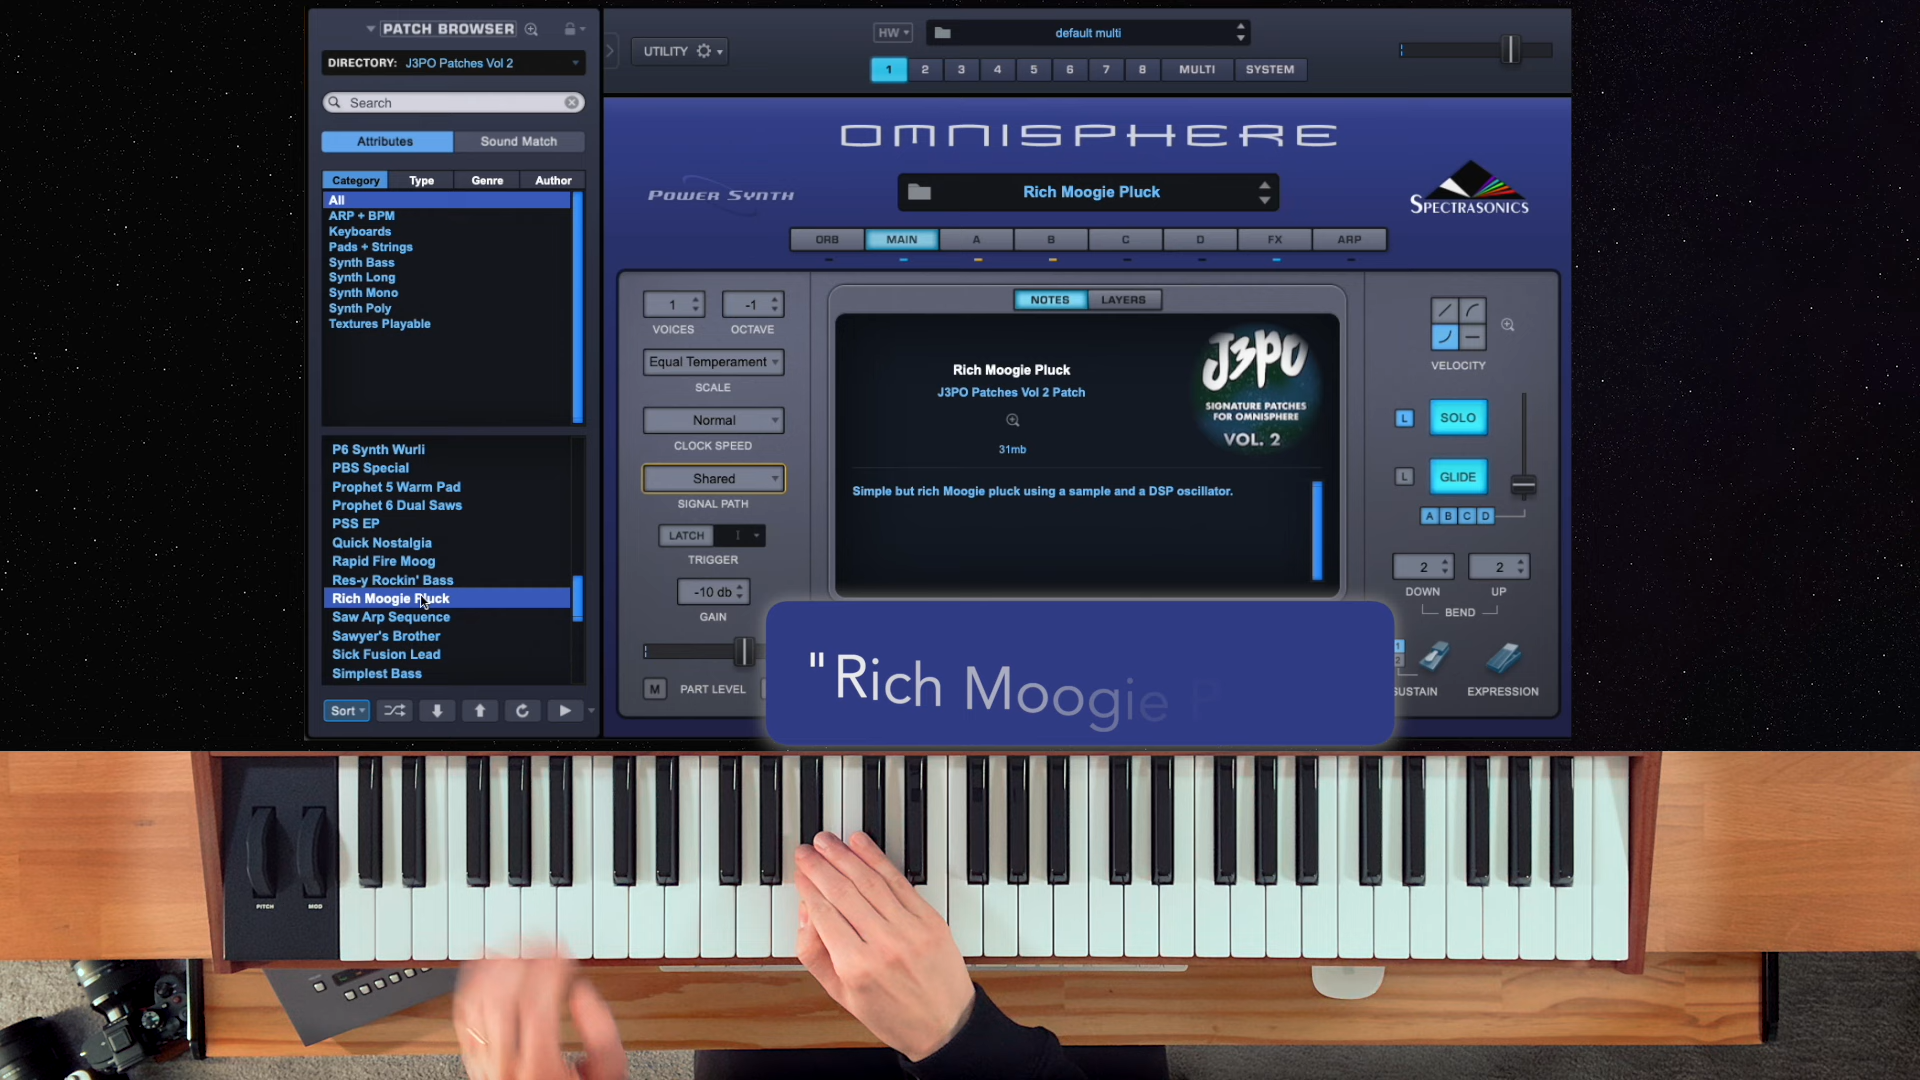 PATCH BROWSER
DIRECTORY: J3PO Patches Vol 2
Search
Attributes
Sound Match
Category
Type
Genre
Author
All
ARP + BPM
Keyboards
Pads + Strings
Synth Bass
Synth Long
Synth Mono
Synth Poly
Textures Playable
P6 Synth Wurli
PBS Special
Prophet 5 Warm Pad
Prophet 6 Dual Saws
PSS EP
Quick Nostalgia
Rapid Fire Moog
Res-y Rockin' Bass
Rich Moogie Pluck
Saw Arp Sequence
Sawyer's Brother
Sick Fusion Lead
Simplest Bass
Sort
UTILITY
HW
default multi
1
2
3
4
5
6
7
8
MULTI
SYSTEM
OMNISPHERE
POWER SYNTH
Rich Moogie Pluck
SPECTRASONICS
ORB
MAIN
A
B
C
D
FX
ARP
1
-1
VOICES
OCTAVE
Equal Temperament
SCALE
Normal
CLOCK SPEED
Shared
SIGNAL PATH
LATCH
TRIGGER
-10 db
GAIN
M
PART LEVEL
NOTES
LAYERS
Rich Moogie Pluck
J3PO Patches Vol 2 Patch
31mb
Simple but rich Moogie pluck using a sample and a DSP oscillator.
J3PO
SIGNATURE PATCHES
FOR OMNISPHERE
VOL. 2
VELOCITY
L
SOLO
L
GLIDE
A B C D
2
2
DOWN
UP
BEND
1
2
SUSTAIN
EXPRESSION
"Rich Moogie P
PITCH
MOD